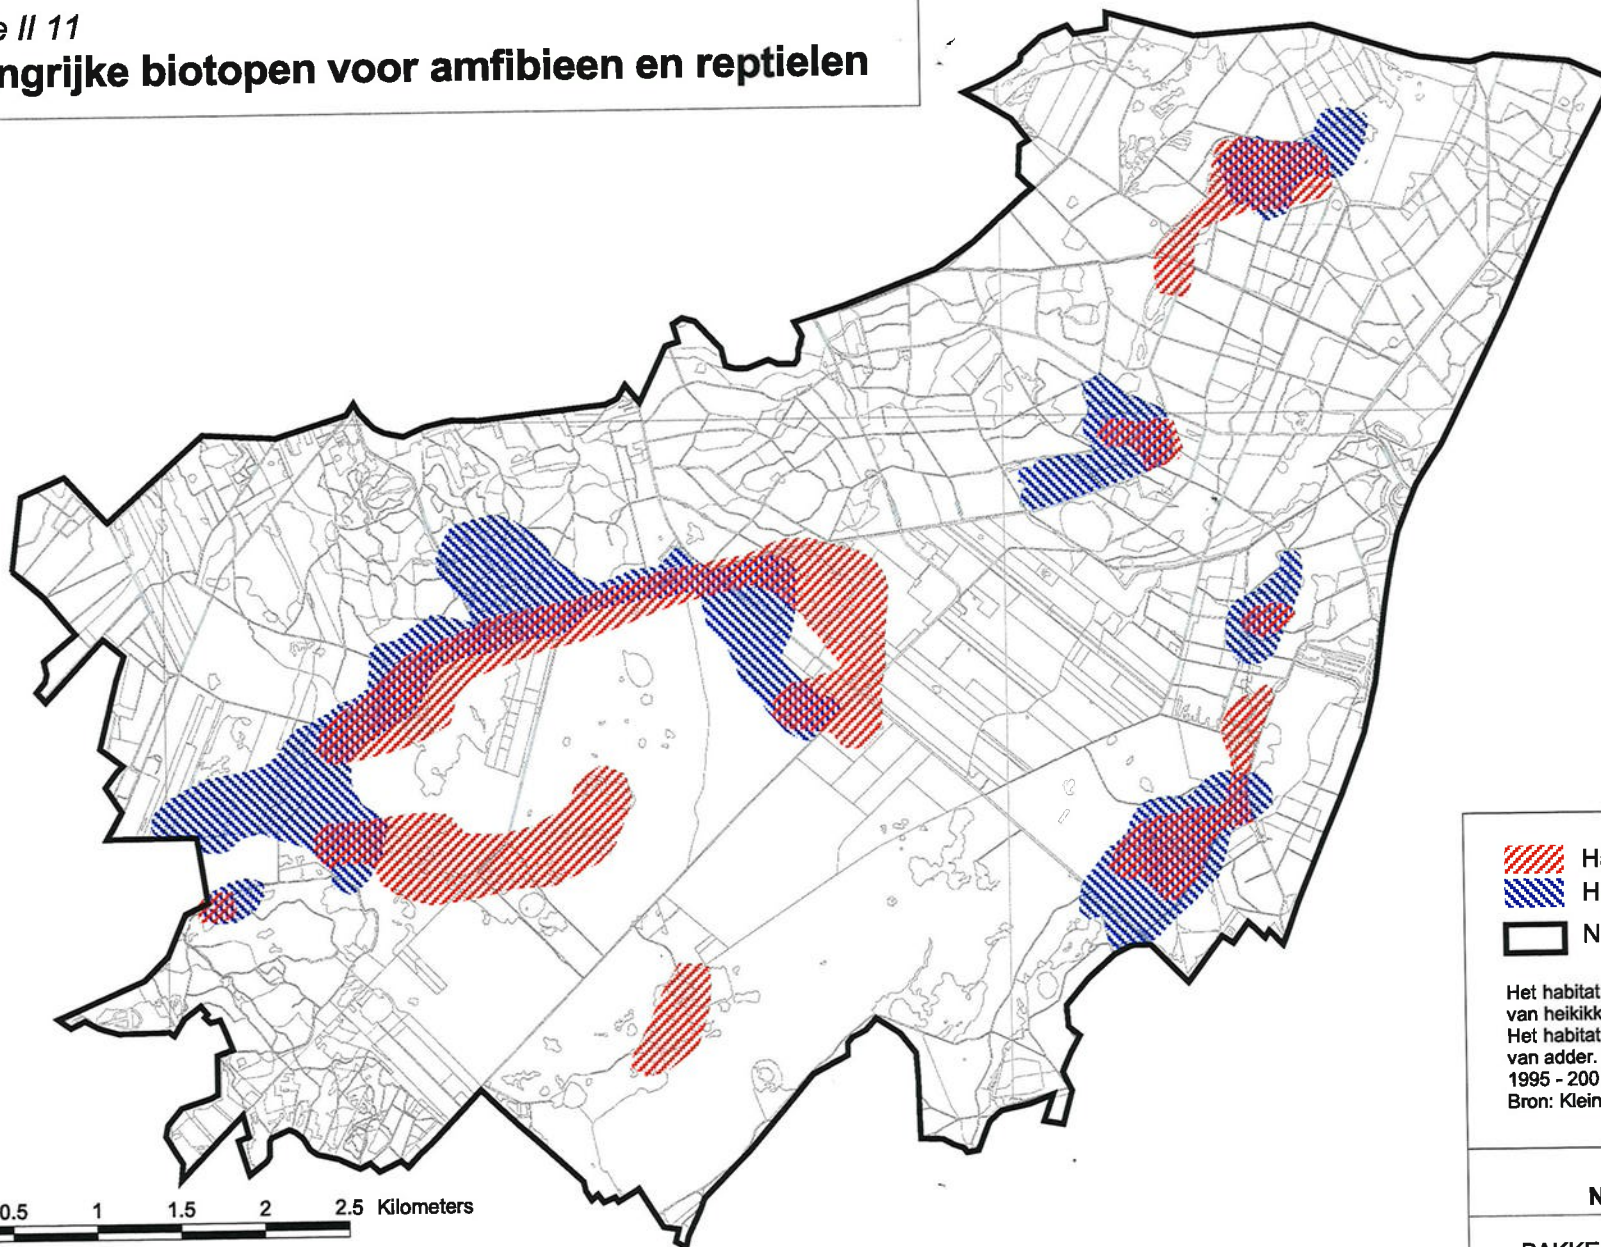 e II 11
ngrijke biotopen voor amfibieen en reptielen
Ha
H
N
Het habitat
van heikikk
Het habitat
van adder.
1995 - 200
Bron: Klein
N
0.5 1 1.5 2 2.5 Kilometers